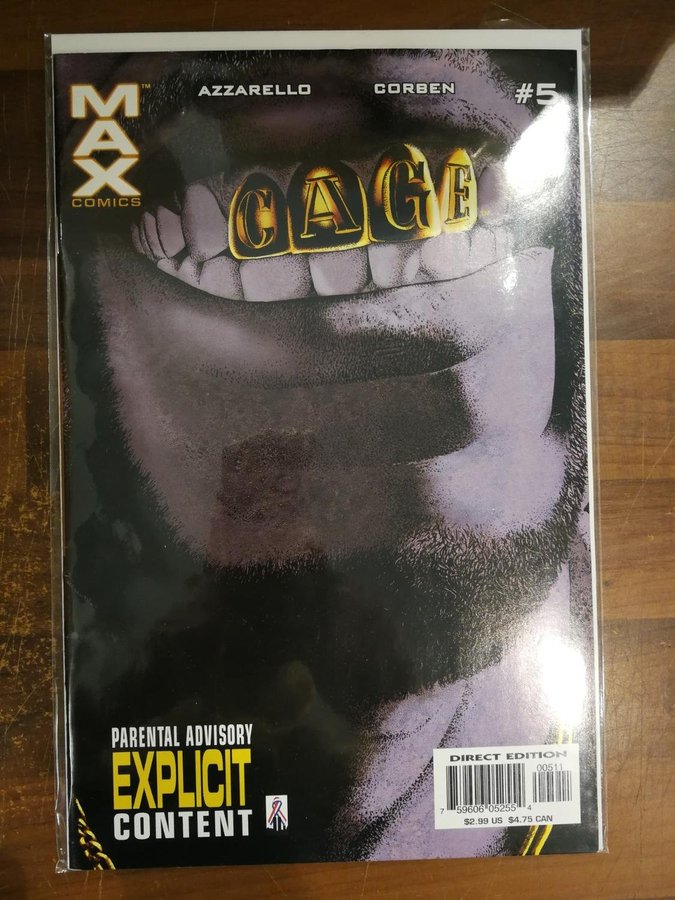 MAX™
COMICS
AZZARELLO CORBEN #5
CAGE
PARENTAL ADVISORY
EXPLICIT
CONTENT
DIRECT EDITION
00511
7 59606 05255 4
$2.99 US $4.75 CAN